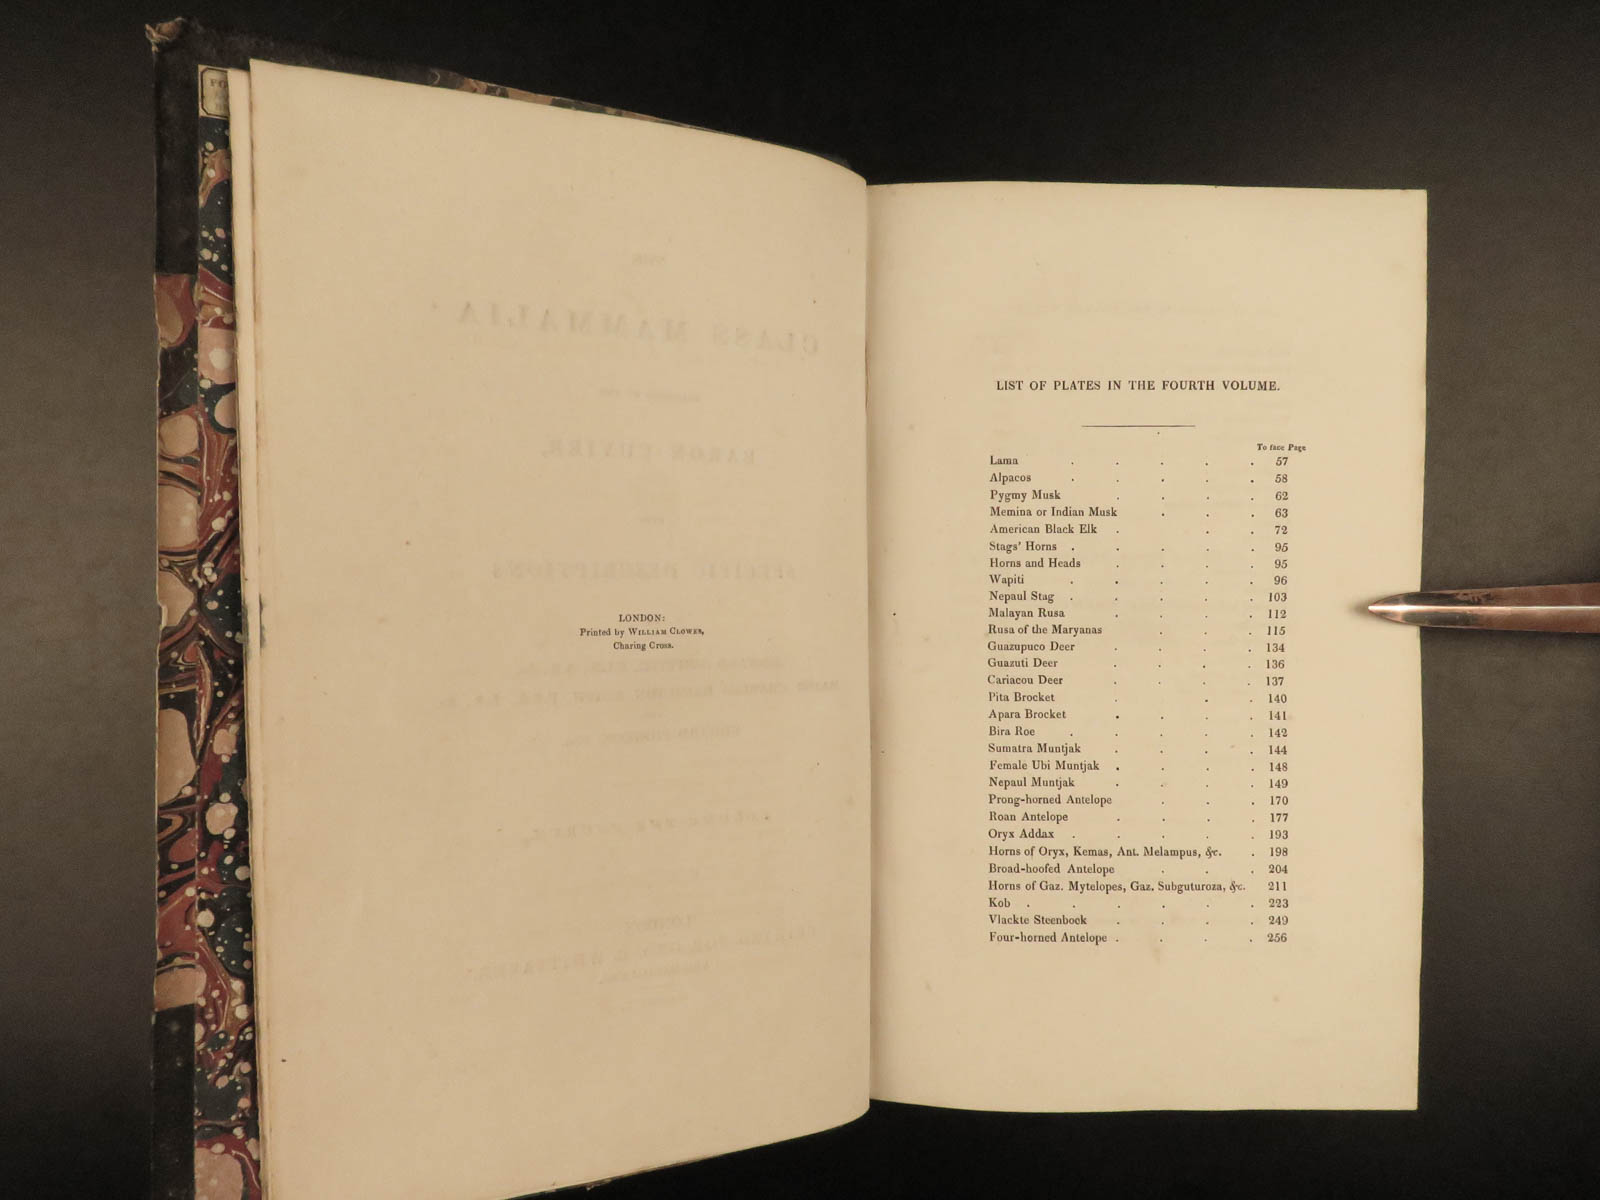 LONDON:
Printed by WILLIAM CLOWES,
Charing Cross.
LIST OF PLATES IN THE FOURTH VOLUME.
To face Page
Lama . . . . . 57
Alpacos . . . . . 58
Pygmy Musk . . . . 62
Memina or Indian Musk . . . 63
American Black Elk . . . 72
Stags' Horns . . . . . 95
Horns and Heads . . . . 95
Wapiti . . . . . 96
Nepaul Stag . . . . . 103
Malayan Rusa . . . . 112
Rusa of the Maryanas . . . 115
Guazupuco Deer . . . . 134
Guazuti Deer . . . . 136
Cariacou Deer . . . . 137
Pita Brocket . . . . 140
Apara Brocket . . . . 141
Bira Roe . . . . . 142
Sumatra Muntjak . . . . 144
Female Ubi Muntjak . . . . 148
Nepaul Muntjak . . . . 149
Prong-horned Antelope . . . 170
Roan Antelope . . . . 177
Oryx Addax . . . . . 193
Horns of Oryx, Kemas, Ant. Melampus, &c. . 198
Broad-hoofed Antelope . . . 204
Horns of Gaz. Mytelopes, Gaz. Subguturoza, &c. 211
Kob . . . . . . 223
Vlackte Steenbock . . . . 249
Four-horned Antelope . . . . 256